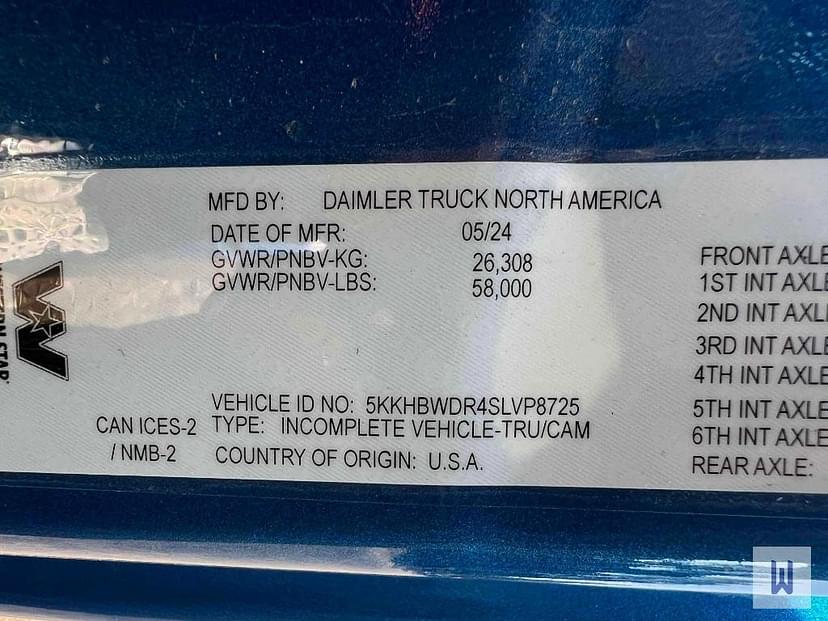 MFD BY: DAIMLER TRUCK NORTH AMERICA
DATE OF MFR: 05/24
GVWR/PNBV-KG: 26,308
GVWR/PNBV-LBS: 58,000
FRONT AXLE
1ST INT AXLE
2ND INT AXLE
3RD INT AXLE
4TH INT AXLE
5TH INT AXLE
6TH INT AXLE
REAR AXLE:
VEHICLE ID NO: 5KKHBWDR4SLVP8725
CAN ICES-2 TYPE: INCOMPLETE VEHICLE-TRU/CAM
/ NMB-2 COUNTRY OF ORIGIN: U.S.A.
STAR
W